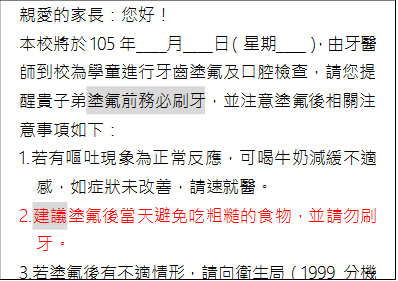 親愛的家長：您好！
本校將於105年____月____日(星期____)，由牙醫
師到校為學童進行牙齒塗氟及口腔檢查，請您提
醒貴子弟塗氟前務必刷牙，並注意塗氟後相關注
意事項如下：
1.若有嘔吐現象為正常反應，可喝牛奶減緩不適
感，如症狀未改善，請速就醫。
2.建議塗氟後當天避免吃粗糙的食物，並請勿刷
牙。
3.若塗氟後有不適情形，請向衛生局(1999 分機